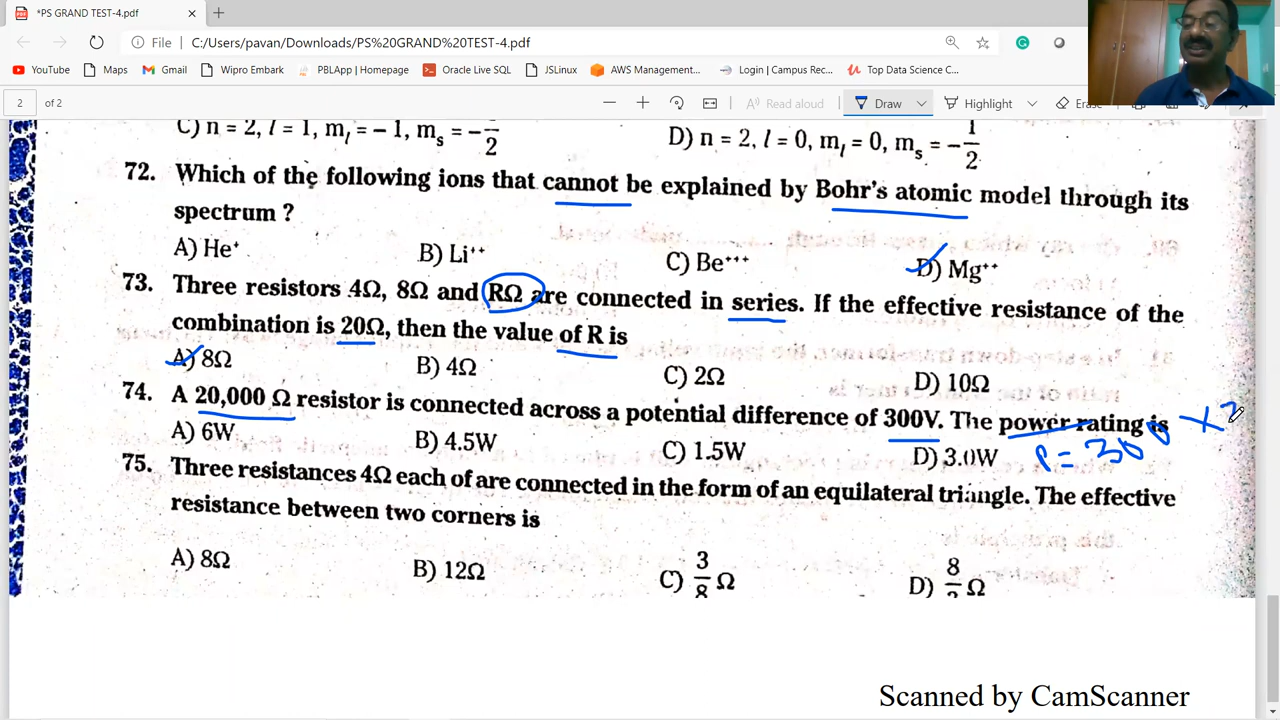 *PS GRAND TEST-4.pdf
File C:/Users/pavan/Downloads/PS%20GRAND%20TEST-4.pdf
YouTube Maps Gmail Wipro Embark PBLApp | Homepage Oracle Live SQL JSLinux AWS Management... Login | Campus Rec... Top Data Science C...
2 of 2 Read aloud Draw Highlight Erase
C) n = 2, l = 1, mₗ = – 1, mₛ = – 1/2 D) n = 2, l = 0, mₗ = 0, mₛ = – 1/2
72. Which of the following ions that cannot be explained by Bohr's atomic model through its
spectrum ?
A) He⁺ B) Li⁺⁺ C) Be⁺⁺⁺ D) Mg⁺⁺
73. Three resistors 4Ω, 8Ω and RΩ are connected in series. If the effective resistance of the
combination is 20Ω, then the value of R is
A) 8Ω B) 4Ω C) 2Ω D) 10Ω
74. A 20,000 Ω resistor is connected across a potential difference of 300V. The power rating is
A) 6W B) 4.5W C) 1.5W D) 3.0W
P = 300 ×
75. Three resistances 4Ω each of are connected in the form of an equilateral triangle. The effective
resistance between two corners is
A) 8Ω B) 12Ω C) 3/8 Ω D) 8/3 Ω
Scanned by CamScanner